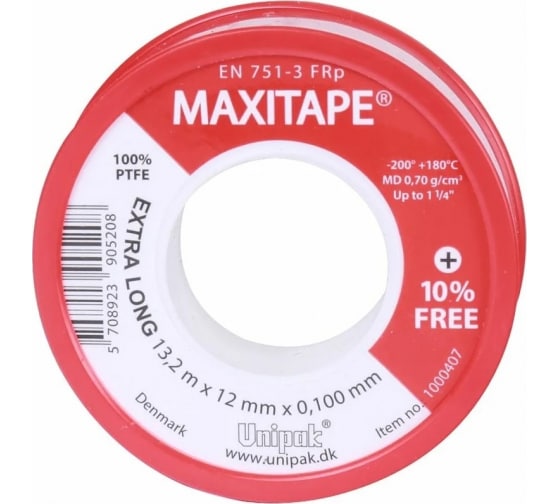 EN 751-3 FRp
MAXITAPE®
100%
PTFE
-200° +180°C
MD 0,70 g/cm³
Up to 1 ¼"
+
10%
FREE
EXTRA LONG 13,2 m x 12 mm x 0,100 mm
5 708923 905208
Denmark
Unipak®
www.unipak.dk
Item no. 1000407